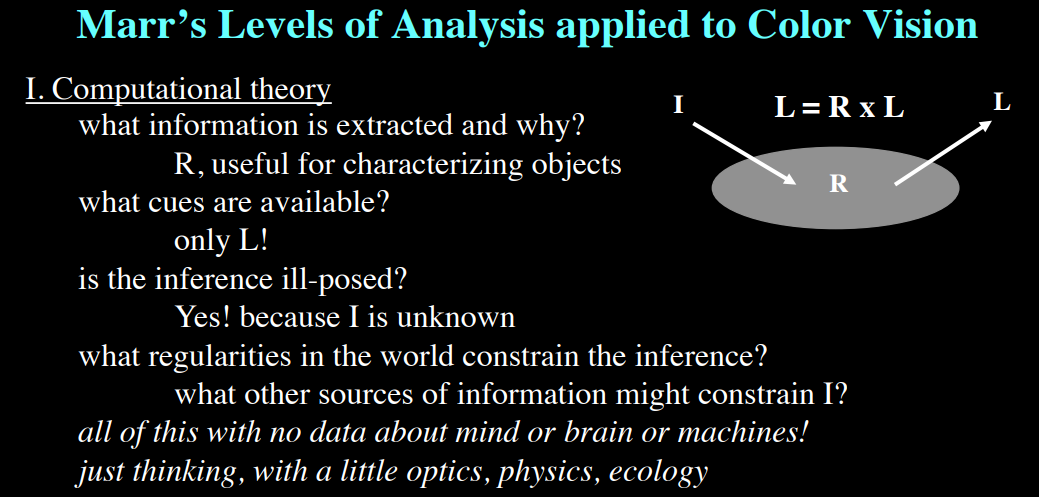 Marr's Levels of Analysis applied to Color Vision
I. Computational theory
what information is extracted and why?
R, useful for characterizing objects
what cues are available?
only L!
is the inference ill-posed?
Yes! because I is unknown
what regularities in the world constrain the inference?
what other sources of information might constrain I?
all of this with no data about mind or brain or machines!
just thinking, with a little optics, physics, ecology
I
L = R x L
L
R